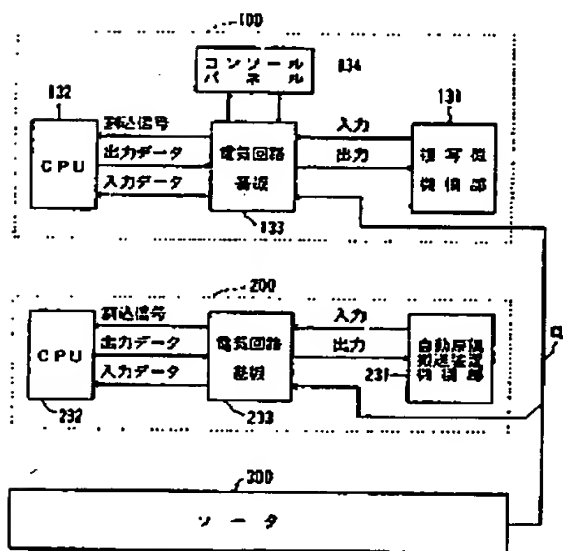 100
コンソール
パネル
134
132
131
割込信号
入力
CPU
出力データ
電気回路
出力
複写機
入力データ
基板
機構部
133
200
割込信号
入力
CPU
出力データ
電気回路
出力
自動原稿
搬送装置
入力データ
基板
231
機構部
232
233
300
ソータ